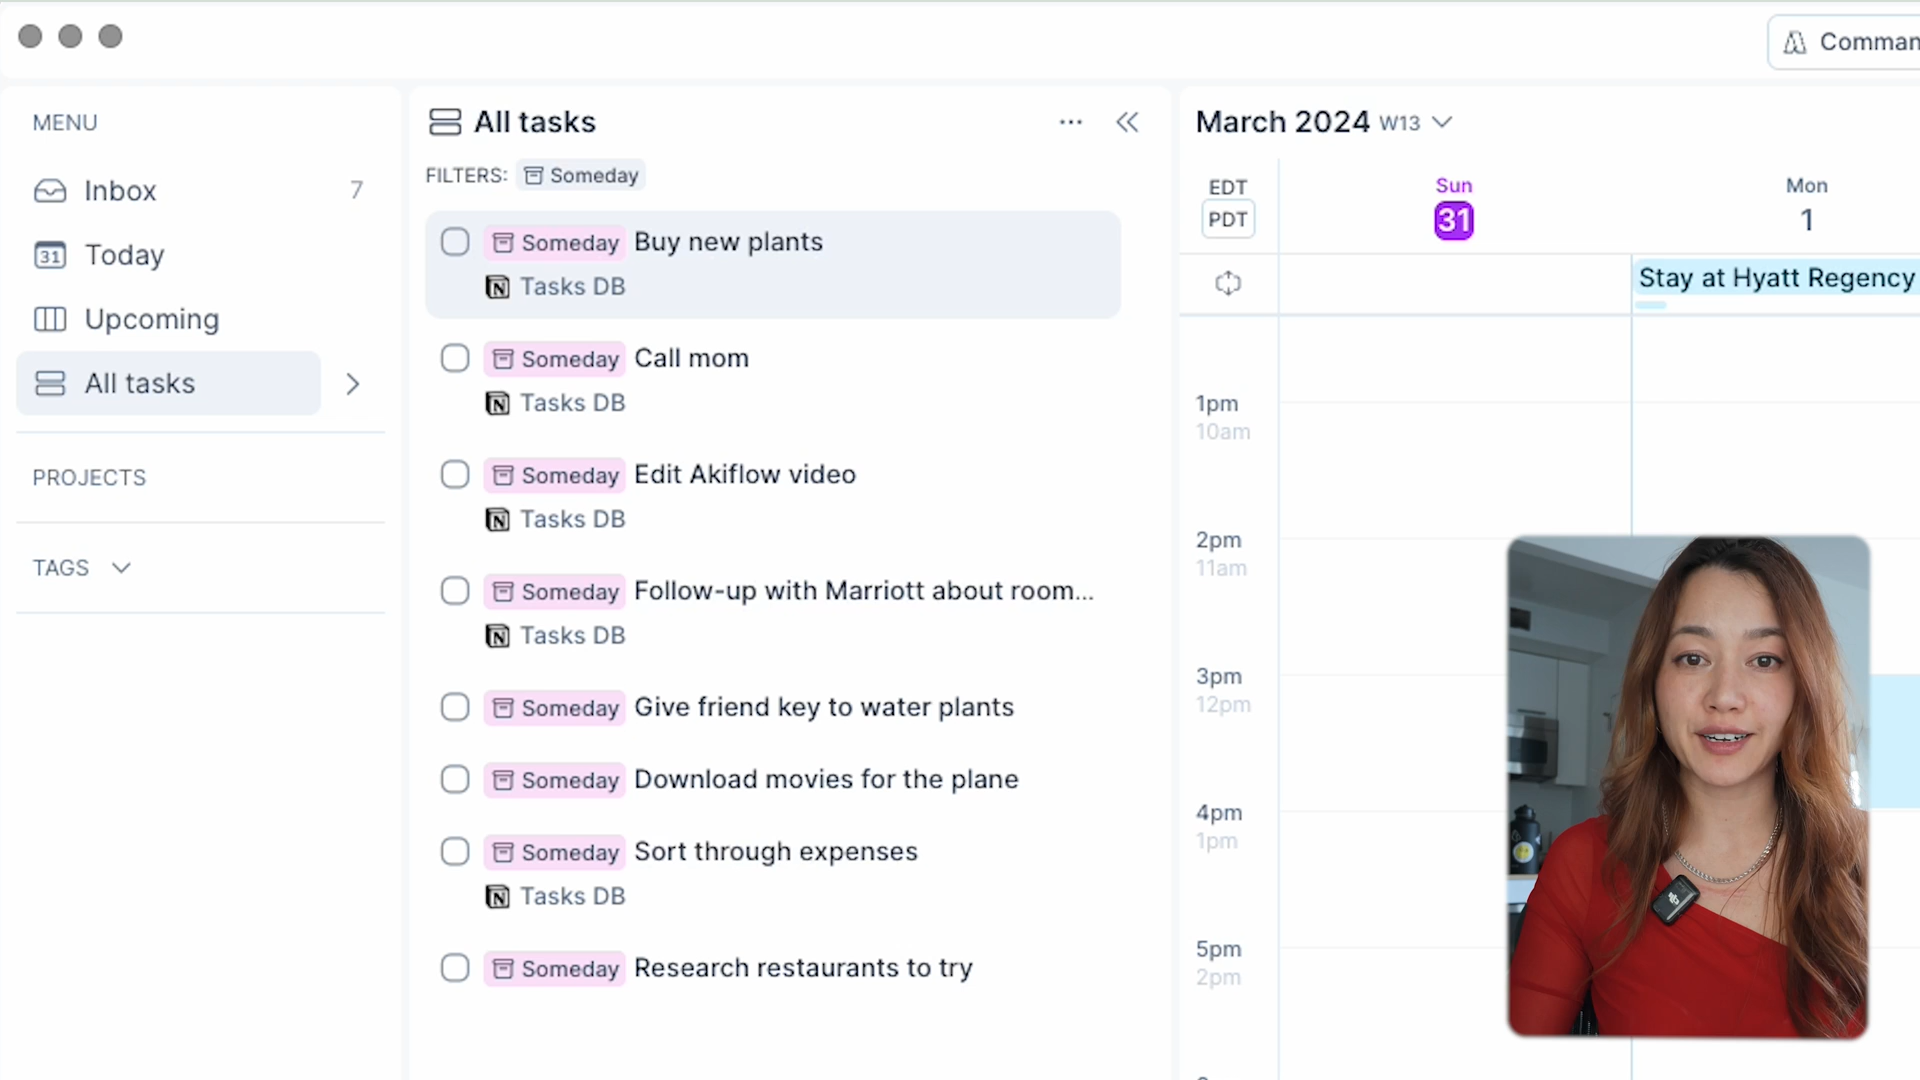 Comman
MENU
Inbox 7
31 Today
Upcoming
All tasks
PROJECTS
TAGS
All tasks
FILTERS: Someday
Someday Buy new plants
Tasks DB
Someday Call mom
Tasks DB
Someday Edit Akiflow video
Tasks DB
Someday Follow-up with Marriott about room...
Tasks DB
Someday Give friend key to water plants
Someday Download movies for the plane
Someday Sort through expenses
Tasks DB
Someday Research restaurants to try
March 2024 W13
EDT
PDT
Sun
31
Mon
1
Stay at Hyatt Regency
1pm
10am
2pm
11am
3pm
12pm
4pm
1pm
5pm
2pm